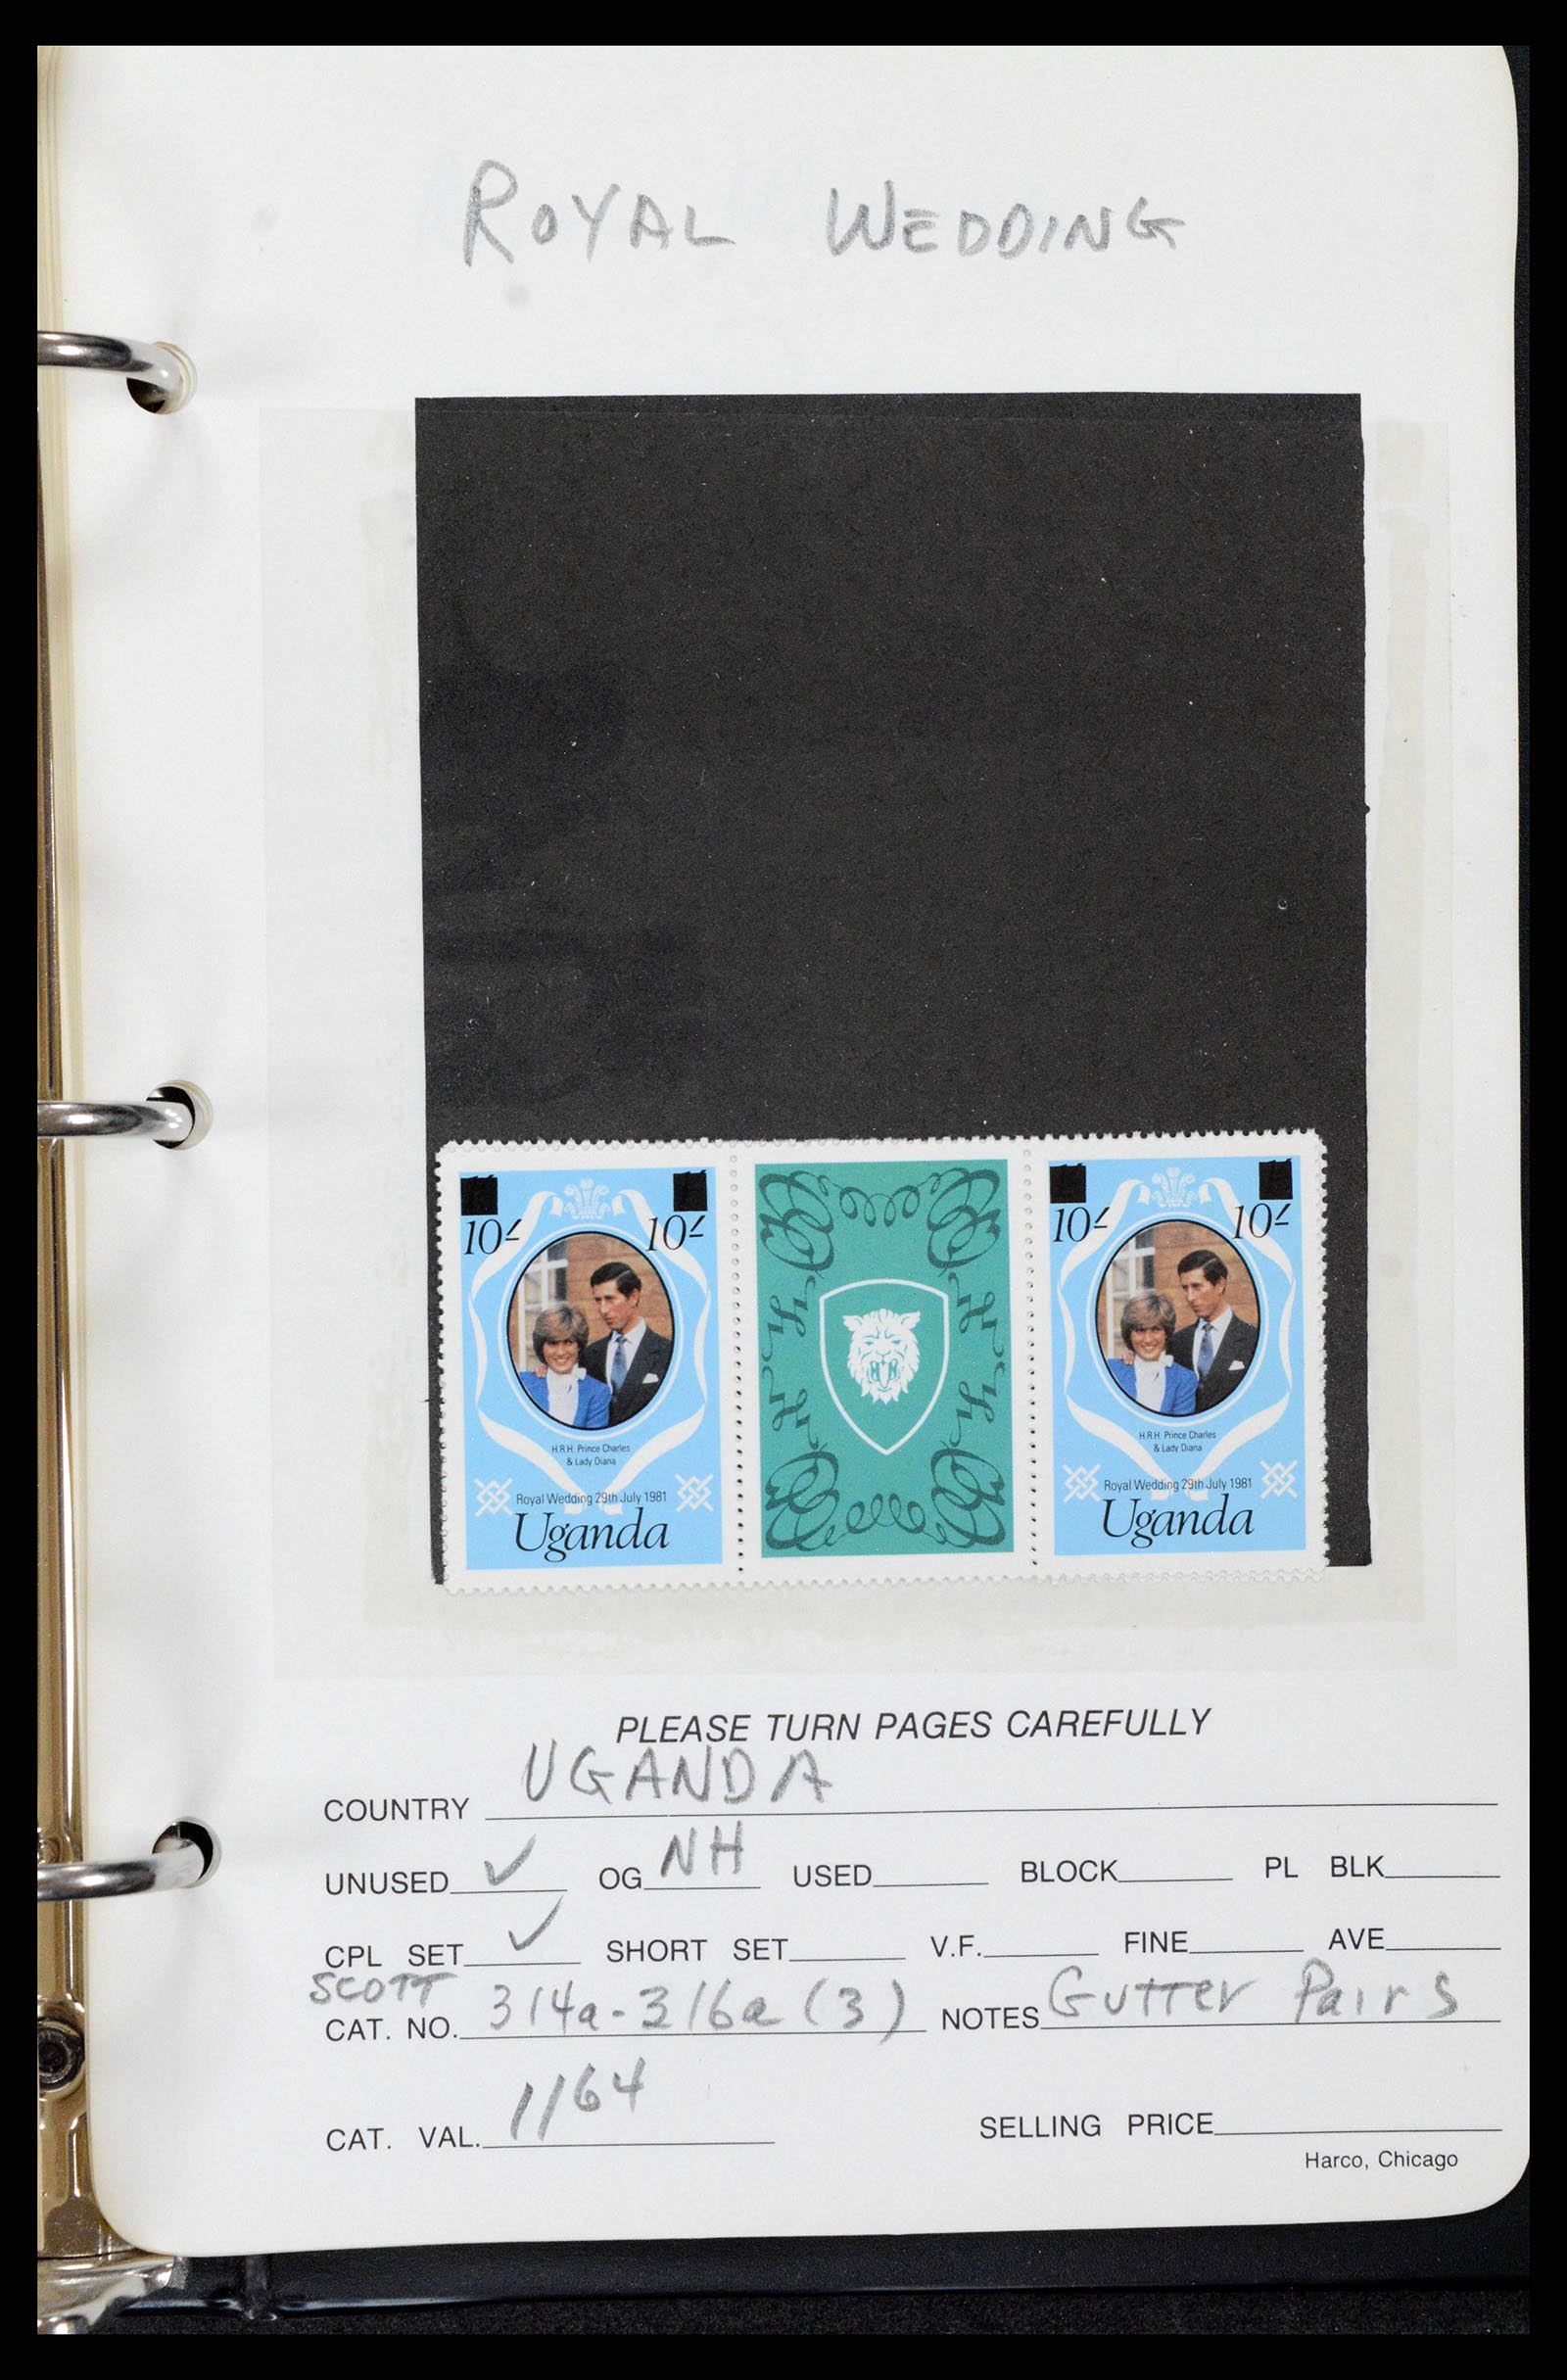 ROYAL WEDDING
10/- 10/-
H.R.H. Prince Charles
& Lady Diana
Royal Wedding 29th July 1981
Uganda
10/- 10/-
H.R.H. Prince Charles
& Lady Diana
Royal Wedding 29th July 1981
Uganda
PLEASE TURN PAGES CAREFULLY
COUNTRY UGANDA
UNUSED ✓ OG NH USED BLOCK PL BLK
CPL SET ✓ SHORT SET V.F. FINE AVE
SCOTT
CAT. NO. 314a-316a (3) NOTES Gutter Pairs
CAT. VAL. 1/64 SELLING PRICE
Harco, Chicago